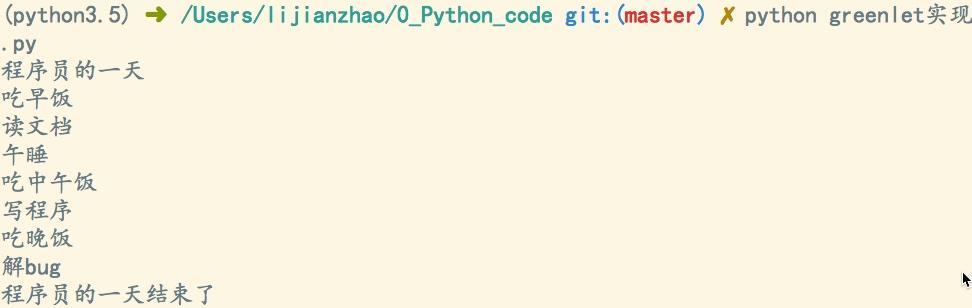 (python3.5) ➜ /Users/lijianzhao/0_Python_code git:(master) ✗ python greenlet实现
.py
程序员的一天
吃早饭
读文档
午睡
吃中午饭
写程序
吃晚饭
解bug
程序员的一天结束了